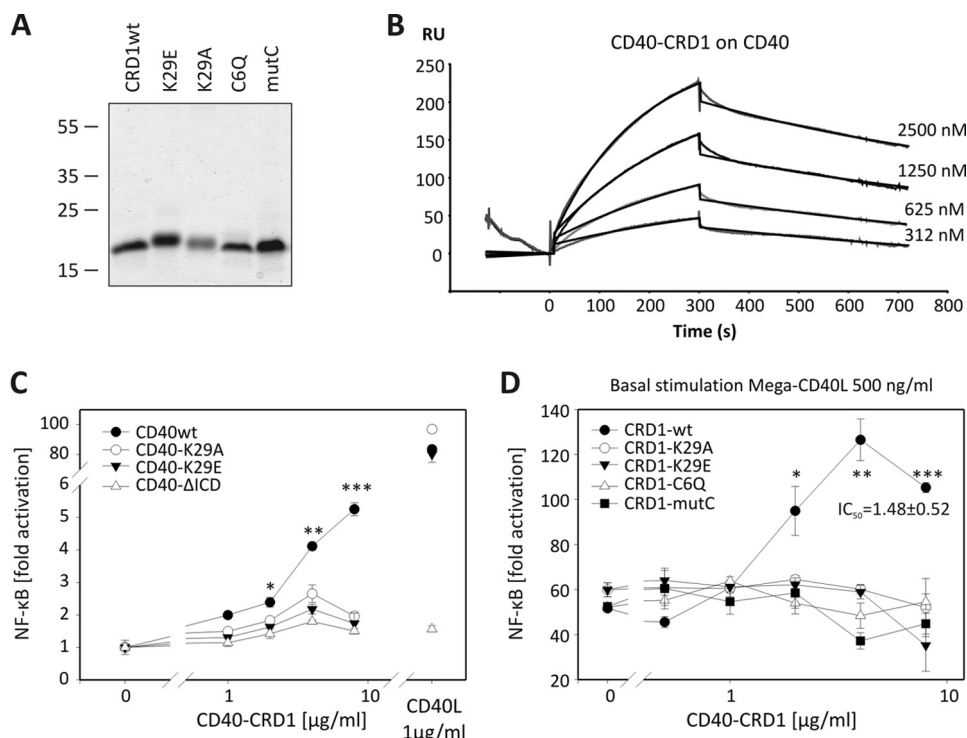 A
CRD1wt
K29E
K29A
C6Q
mutC
55
35
25
15
B
RU
CD40-CRD1 on CD40
250
200
150
100
50
0
2500 nM
1250 nM
625 nM
312 nM
0 100 200 300 400 500 600 700 800
Time (s)
C
CD40wt
CD40-K29A
CD40-K29E
CD40-ΔICD
100
80
6
5
4
3
2
1
0
NF-κB [fold activation]
*
**
***
0 1 10
CD40-CRD1 [µg/ml]
CD40L
1µg/ml
D
Basal stimulation Mega-CD40L 500 ng/ml
CRD1-wt
CRD1-K29A
CRD1-K29E
CRD1-C6Q
CRD1-mutC
140
120
100
80
60
40
20
NF-κB [fold activation]
* ** ***
IC₅₀=1.48±0.52
0 1 10
CD40-CRD1 [µg/ml]